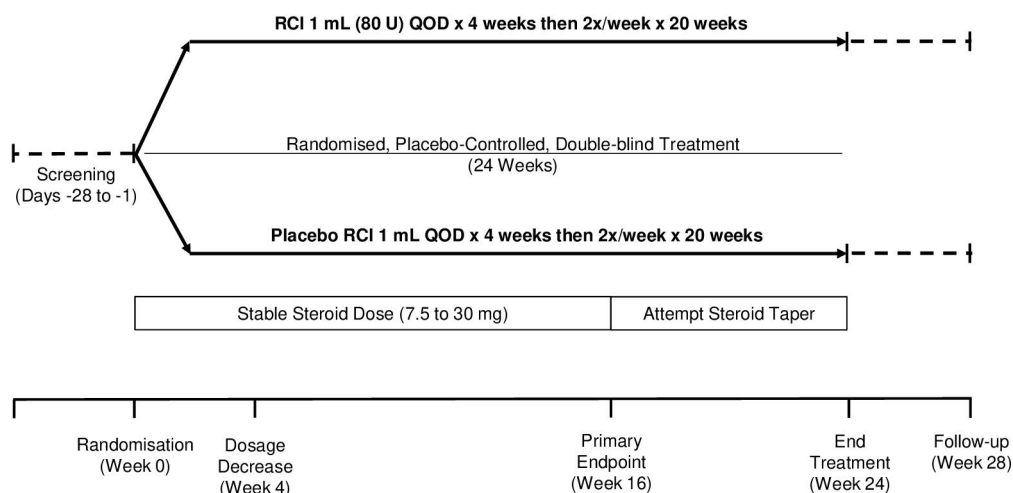 RCI 1 mL (80 U) QOD x 4 weeks then 2x/week x 20 weeks
Randomised, Placebo-Controlled, Double-blind Treatment
(24 Weeks)
Screening
(Days -28 to -1)
Placebo RCI 1 mL QOD x 4 weeks then 2x/week x 20 weeks
Stable Steroid Dose (7.5 to 30 mg)
Attempt Steroid Taper
Randomisation
(Week 0)
Dosage
Decrease
(Week 4)
Primary
Endpoint
(Week 16)
End
Treatment
(Week 24)
Follow-up
(Week 28)